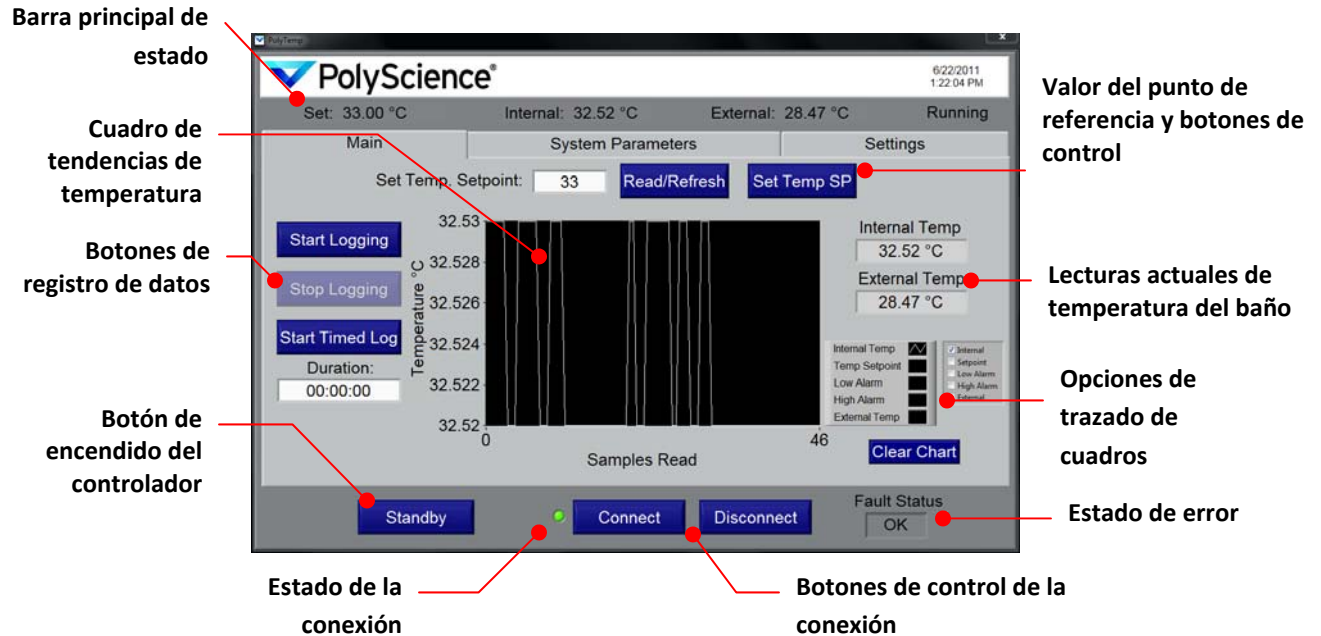 Barra principal de
estado
Cuadro de
tendencias de
temperatura
Botones de
registro de datos
Botón de
encendido del
controlador
PolyTemp
x
PolyScience®
6/22/2011
1:22:04 PM
Set: 33.00 °C Internal: 32.52 °C External: 28.47 °C Running
Main System Parameters Settings
Set Temp. Setpoint: 33 Read/Refresh Set Temp SP
Start Logging
Stop Logging
Start Timed Log
Duration:
00:00:00
Temperature °C
32.53
32.528
32.526
32.524
32.522
32.52
0 46
Samples Read
Internal Temp
32.52 °C
External Temp
28.47 °C
Internal Temp
Temp Setpoint
Low Alarm
High Alarm
External Temp
Internal
Setpoint
Low Alarm
High Alarm
External
Clear Chart
Standby Connect Disconnect
Fault Status
OK
Valor del punto de
referencia y botones de
control
Lecturas actuales de
temperatura del baño
Opciones de
trazado de
cuadros
Estado de error
Estado de la
conexión
Botones de control de la
conexión